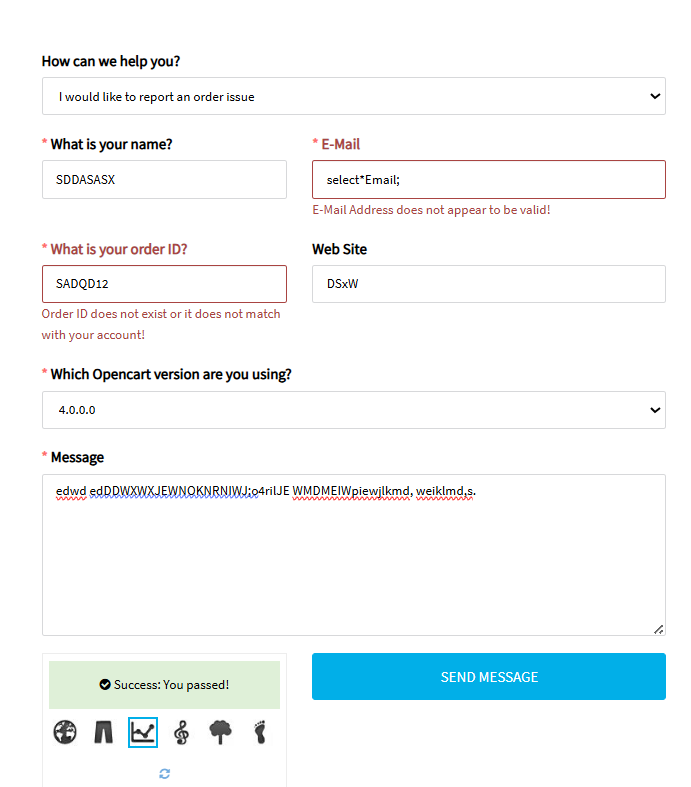 How can we help you?
I would like to report an order issue
* What is your name?
* E-Mail
SDDASASX
select*Email;
E-Mail Address does not appear to be valid!
* What is your order ID?
Web Site
SADQD12
DSxW
Order ID does not exist or it does not match
with your account!
* Which Opencart version are you using?
4.0.0.0
* Message
edwd edDDWXWXJEWNOKNRNIWJ;o4rilJE WMDMEIWpiewjlkmd, weiklmd,s.
Success: You passed!
SEND MESSAGE